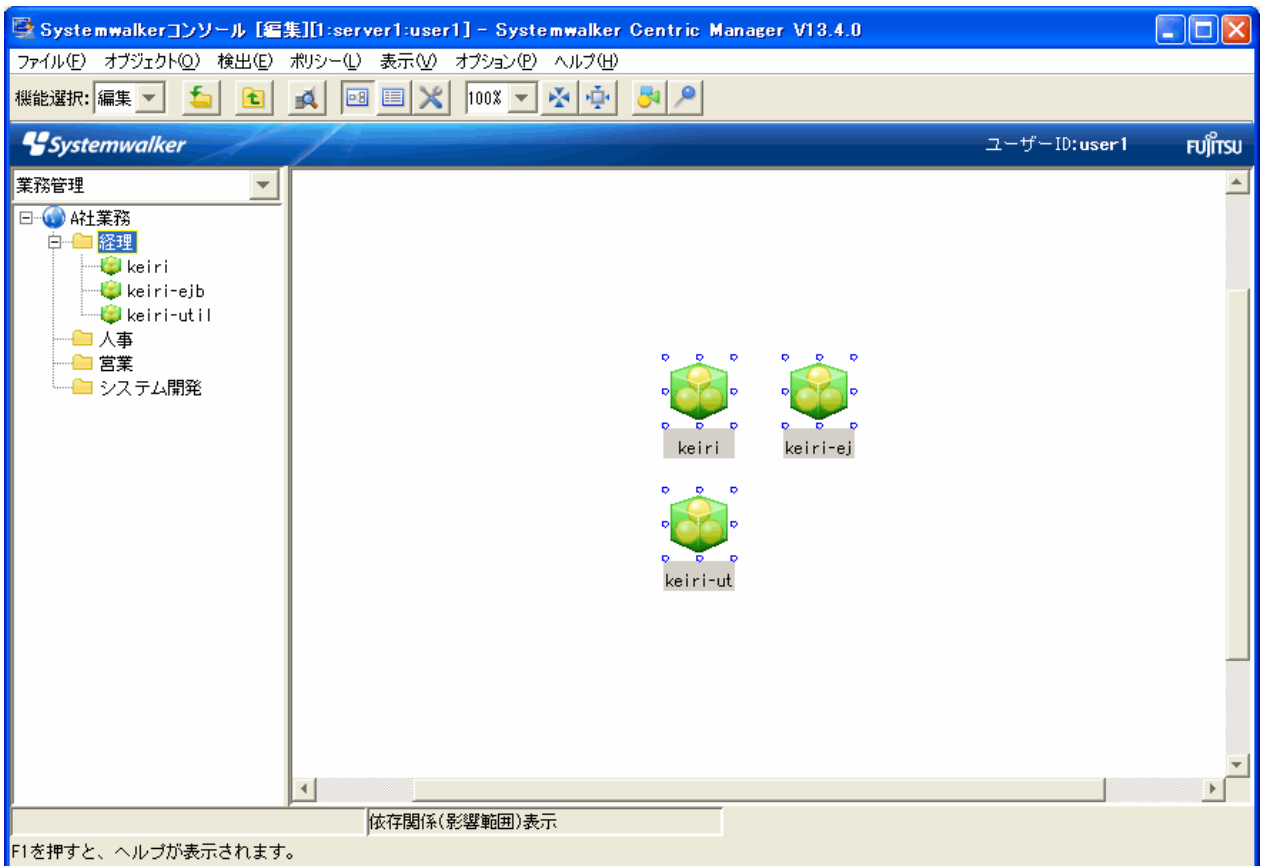 Systemwalkerコンソール [編集][1:server1:user1] - Systemwalker Centric Manager V13.4.0
ファイル(F) オブジェクト(O) 検出(E) ポリシー(L) 表示(V) オプション(P) ヘルプ(H)
機能選択: 編集 100%
Systemwalker ユーザーID:user1 FUJITSU
業務管理
A社業務
経理
keiri
keiri-ejb
keiri-util
人事
営業
システム開発
keiri keiri-ej
keiri-ut
依存関係(影響範囲)表示
F1を押すと、ヘルプが表示されます。